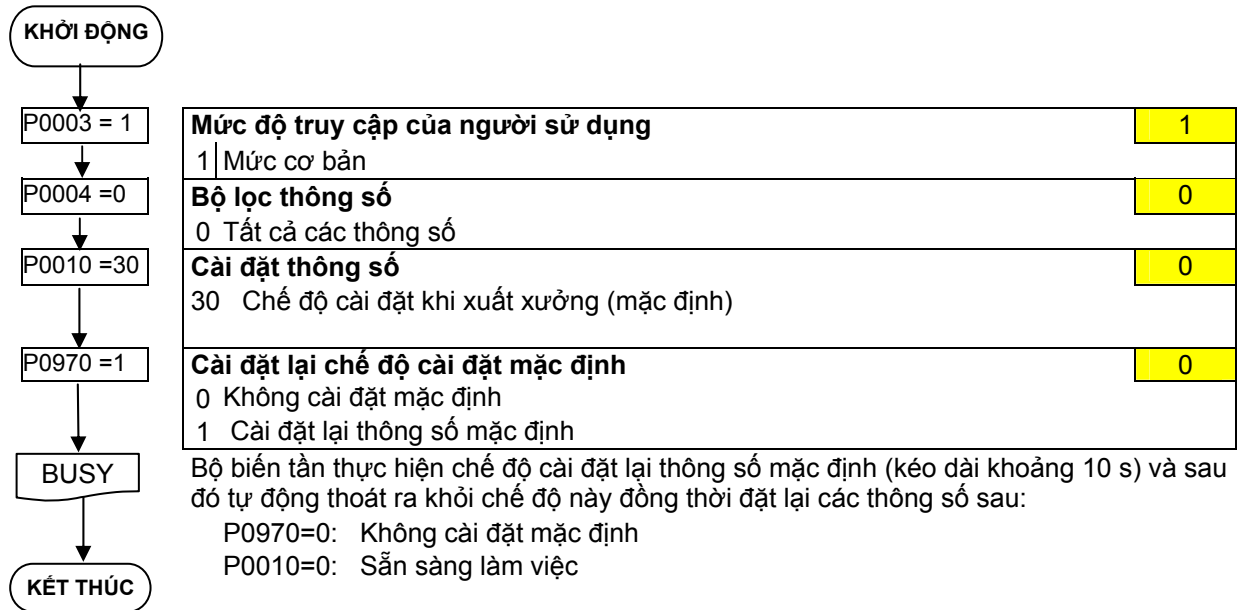 KHỞI ĐỘNG
P0003 = 1
Mức độ truy cập của người sử dụng 1
1 Mức cơ bản
P0004 =0
Bộ lọc thông số 0
0 Tất cả các thông số
P0010 =30
Cài đặt thông số 0
30 Chế độ cài đặt khi xuất xưởng (mặc định)
P0970 =1
Cài đặt lại chế độ cài đặt mặc định 0
0 Không cài đặt mặc định
1 Cài đặt lại thông số mặc định
BUSY
Bộ biến tần thực hiện chế độ cài đặt lại thông số mặc định (kéo dài khoảng 10 s) và sau
đó tự động thoát ra khỏi chế độ này đồng thời đặt lại các thông số sau:
P0970=0: Không cài đặt mặc định
P0010=0: Sẵn sàng làm việc
KẾT THÚC